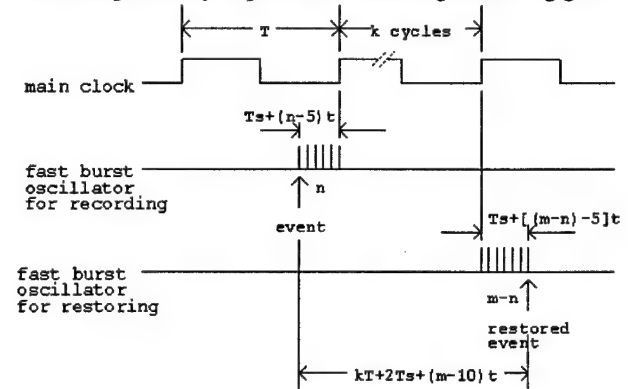 T
k cycles
main clock
Ts+(n-5)t
fast burst
oscillator
for recording
n
event
Ts+[(m-n)-5]t
fast burst
oscillator
for restoring
m-n
restored
event
kT+2Ts+(m-10)t